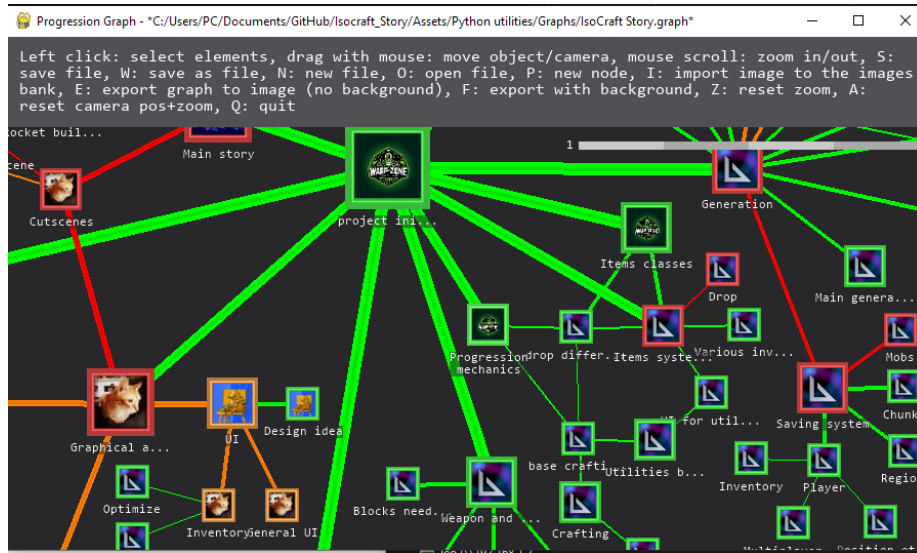 Progression Graph - *C:/Users/PC/Documents/GitHub/Isocraft_Story/Assets/Python utilities/Graphs/IsoCraft Story.graph*
Left click: select elements, drag with mouse: move object/camera, mouse scroll: zoom in/out, S:
save file, W: save as file, N: new file, O: open file, P: new node, I: import image to the images
bank, E: export graph to image (no background), F: export with background, Z: reset zoom, A:
reset camera pos+zoom, Q: quit
ocket buil...
Main story
1
cene
WARP-ZONE
Cutscenes
project ini...
Generation
Items classes
Drop
Main genera...
Progression
mechanics
drop differ...
Items syste...
Various inv...
Mobs
Graphical a...
UI
Design idea
UI for util...
Saving system
Chunk
base crafti
Utilities b...
Optimize
Inventory
General UI
Blocks need...
Weapon and ...
Crafting
Inventory
Player
Regio